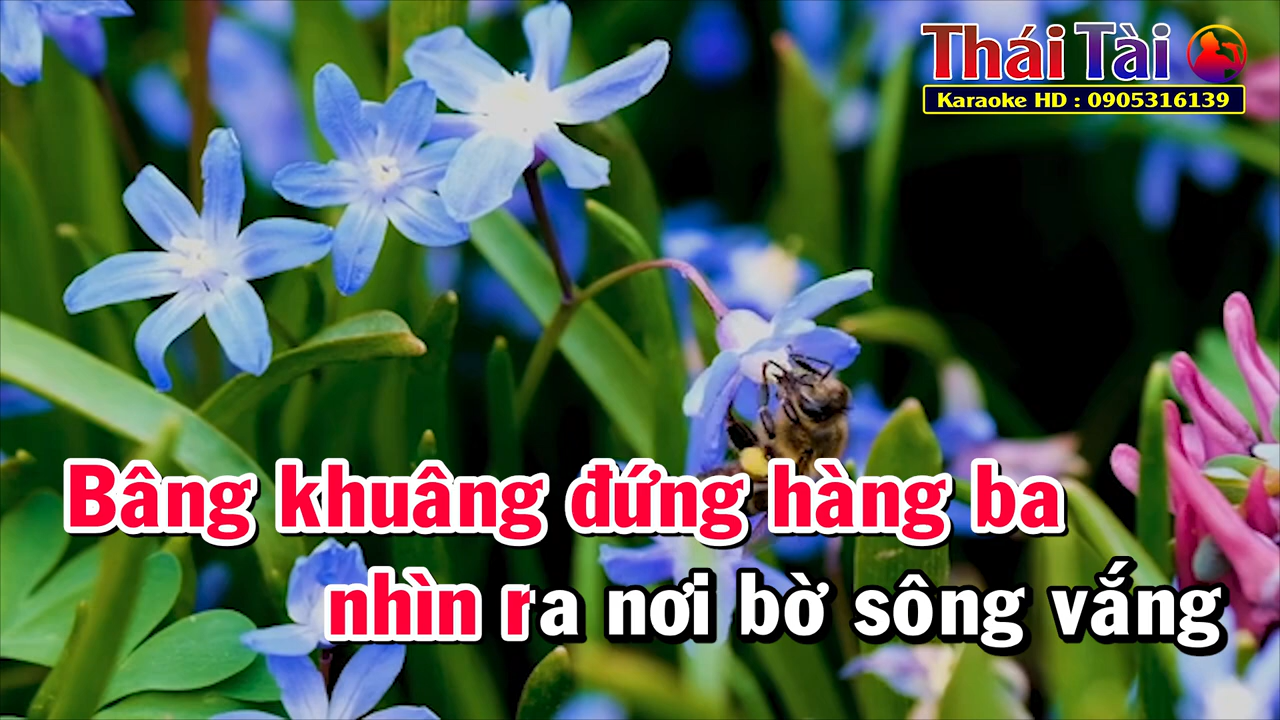 Thái Tài
Karaoke HD : 0905316139
Bâng khuâng đứng hàng ba
nhìn ra nơi bờ sông vắng